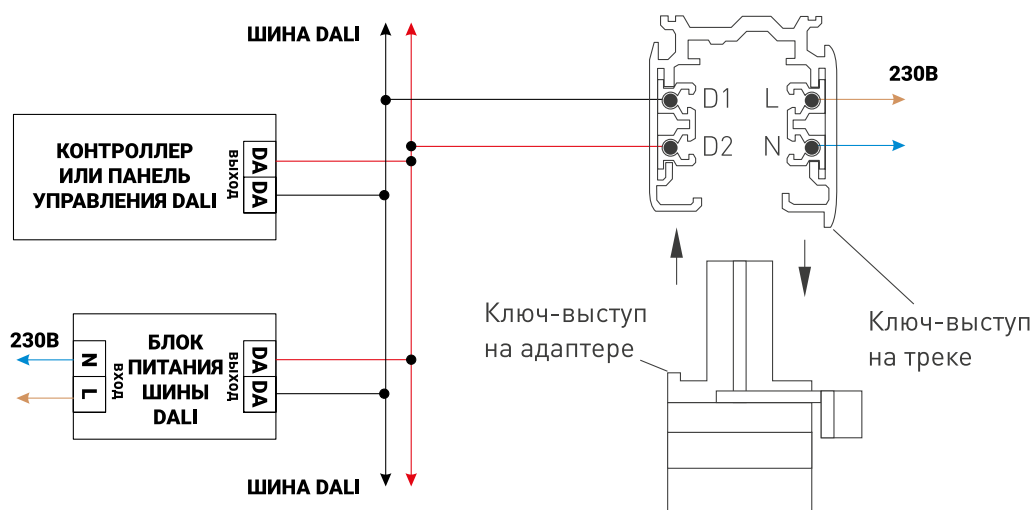 ШИНА DALI
230В
D1
L
D2
N
КОНТРОЛЛЕР
ИЛИ ПАНЕЛЬ
УПРАВЛЕНИЯ DALI
ВЫХОД
DA
DA
Ключ-выступ
на адаптере
Ключ-выступ
на треке
230В
N
L
ВХОД
БЛОК
ПИТАНИЯ
ШИНЫ
DALI
ВЫХОД
DA
DA
ШИНА DALI